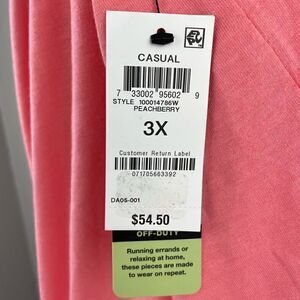 CASUAL
7 33002 95602 9
STYLE 100014786W
PEACHBERRY
3X
Customer Return Label
071705663392
DA05-001
$54.50
OFF-DUTY
Running errands or
relaxing at home,
these pieces are made
to wear on repeat.